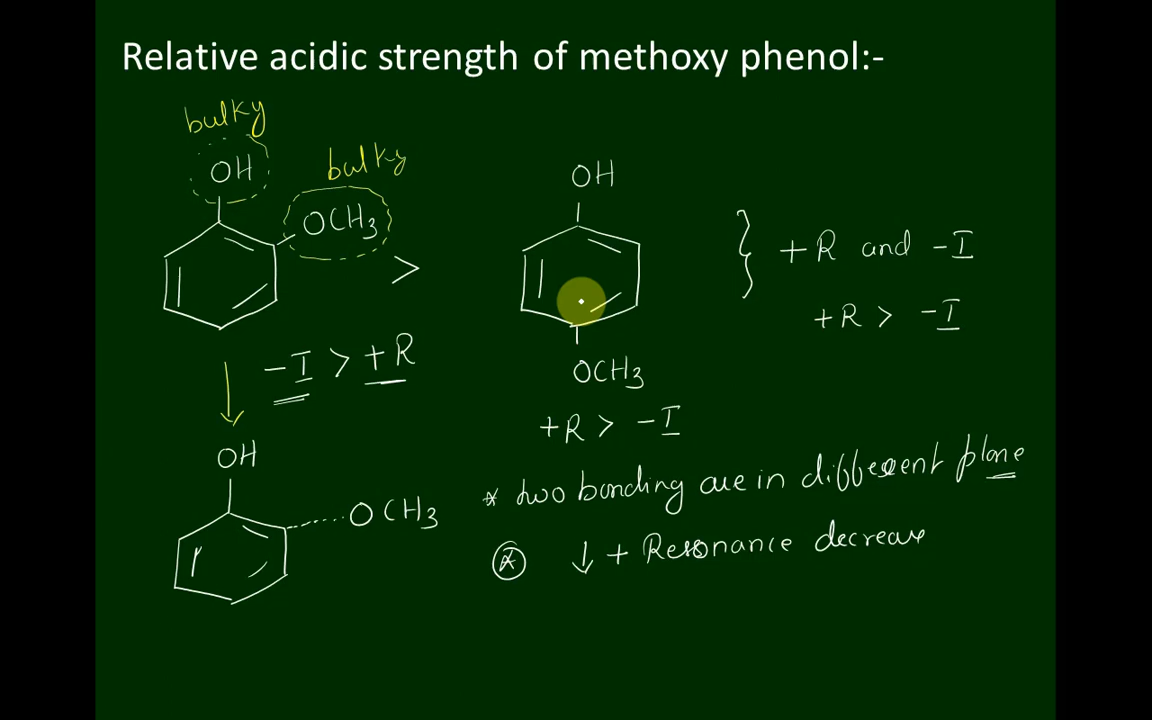 Relative acidic strength of methoxy phenol:-
bulky
bulky
OH
OCH3
>
-I > +R
OH
OCH3
OH
OCH3
+R > -I
} +R and -I
+R > -I
* two bonding are in different plane
* ↓ + Resonance decrease